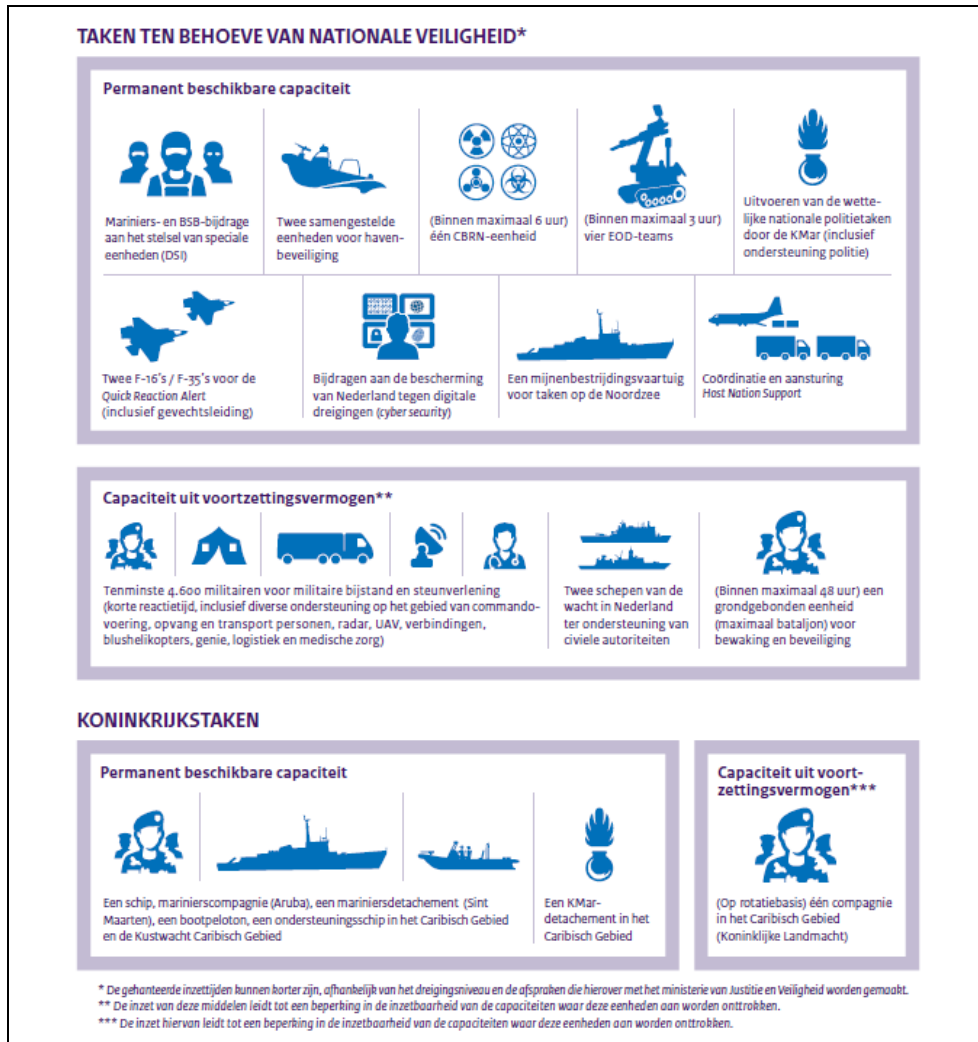 TAKEN TEN BEHOEVE VAN NATIONALE VEILIGHEID*
Permanent beschikbare capaciteit
Mariniers- en BSB-bijdrage
aan het stelsel van speciale
eenheden (DSI)
Twee samengestelde
eenheden voor haven-
beveiliging
(Binnen maximaal 6 uur)
één CBRN-eenheid
(Binnen maximaal 3 uur)
vier EOD-teams
Uitvoeren van de wette-
lijke nationale politietaken
door de KMar (inclusief
ondersteuning politie)
Twee F-16's / F-35's voor de
Quick Reaction Alert
(inclusief gevechtsleiding)
Bijdragen aan de bescherming
van Nederland tegen digitale
dreigingen (cyber security)
Een mijnenbestrijdingsvaartuig
voor taken op de Noordzee
Coördinatie en aansturing
Host Nation Support
Capaciteit uit voortzettingsvermogen**
Tenminste 4.600 militairen voor militaire bijstand en steunverlening
(korte reactietijd, inclusief diverse ondersteuning op het gebied van commando-
voering, opvang en transport personen, radar, UAV, verbindingen,
blushelikopters, genie, logistiek en medische zorg)
Twee schepen van de
wacht in Nederland
ter ondersteuning van
civiele autoriteiten
(Binnen maximaal 48 uur) een
grondgebonden eenheid
(maximaal bataljon) voor
bewaking en beveiliging
KONINKRIJKSTAKEN
Permanent beschikbare capaciteit
Een schip, marinierscompagnie (Aruba), een mariniersdetachement (Sint
Maarten), een bootpeloton, een ondersteuningsschip in het Caribisch Gebied
en de Kustwacht Caribisch Gebied
Een KMar-
detachement in het
Caribisch Gebied
Capaciteit uit voort-
zettingsvermogen***
(Op rotatiebasis) één compagnie
in het Caribisch Gebied
(Koninklijke Landmacht)
* De gehanteerde inzettijden kunnen korter zijn, afhankelijk van het dreigingsniveau en de afspraken die hierover met het ministerie van Justitie en Veiligheid worden gemaakt.
** De inzet van deze middelen leidt tot een beperking in de inzetbaarheid van de capaciteiten waar deze eenheden aan worden onttrokken.
*** De inzet hiervan leidt tot een beperking in de inzetbaarheid van de capaciteiten waar deze eenheden aan worden onttrokken.